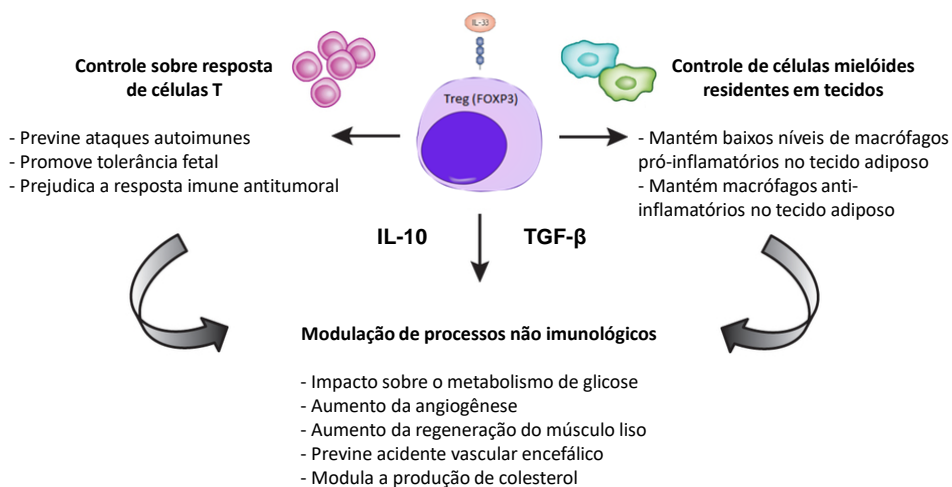 IL-33
Controle sobre resposta
de células T
Treg (FOXP3)
Controle de células mielóides
residentes em tecidos
- Previne ataques autoimunes
- Promove tolerância fetal
- Prejudica a resposta imune antitumoral
- Mantém baixos níveis de macrófagos
pró-inflamatórios no tecido adiposo
- Mantém macrófagos anti-
inflamatórios no tecido adiposo
IL-10
TGF-β
Modulação de processos não imunológicos
- Impacto sobre o metabolismo de glicose
- Aumento da angiogênese
- Aumento da regeneração do músculo liso
- Previne acidente vascular encefálico
- Modula a produção de colesterol